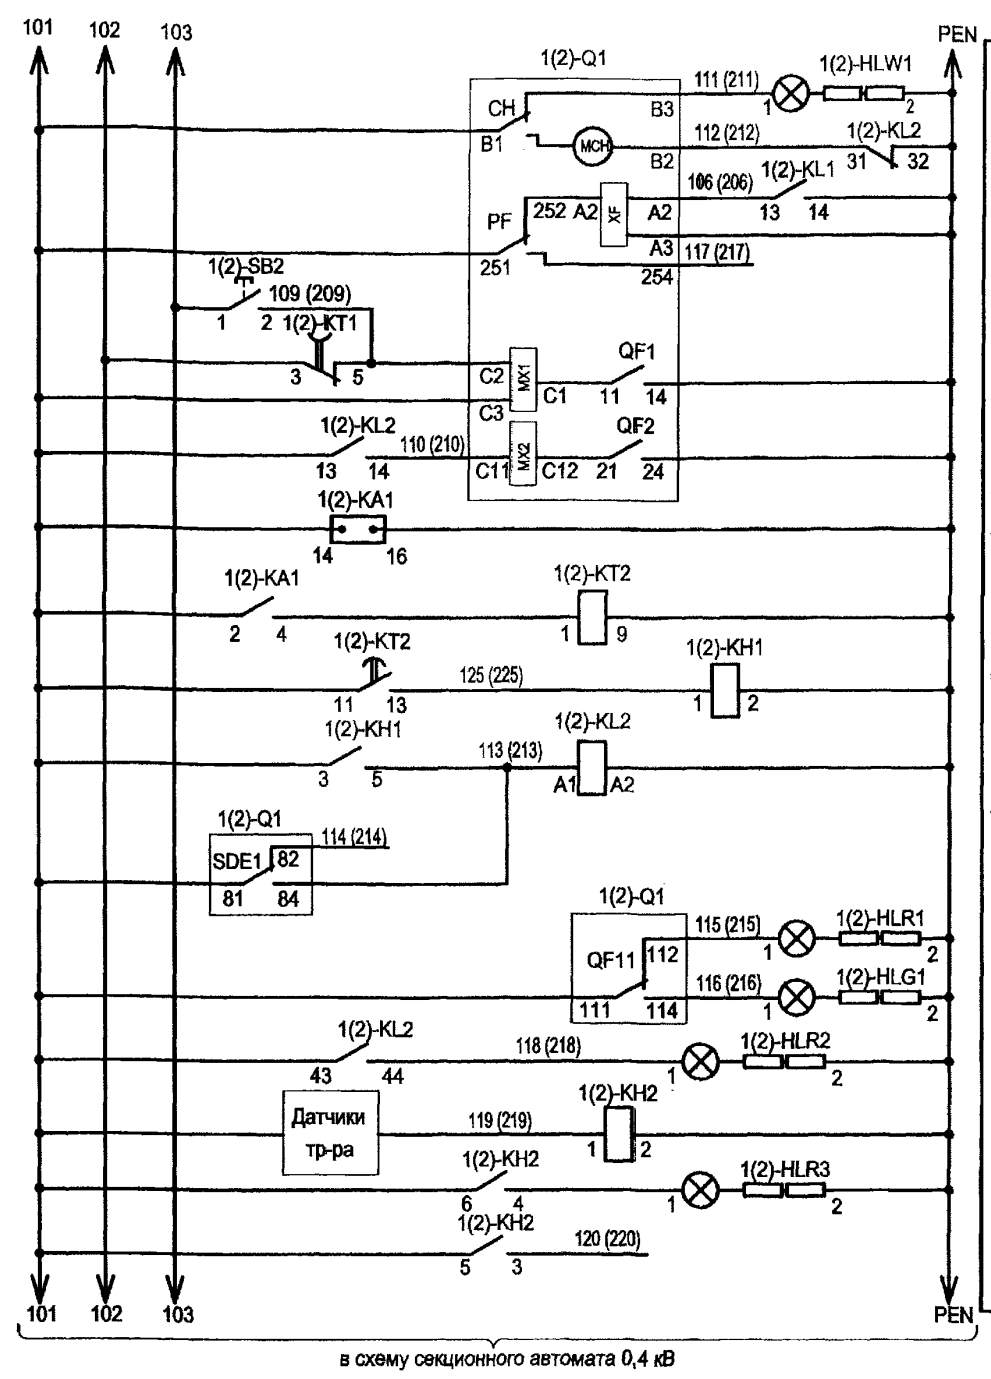 101 102 103 PEN
1(2)-Q1
111 (211) 1(2)-HLW1
CH B3 1 2
B1 MCH 112 (212) 1(2)-KL2
B2 31 32
106 (206) 1(2)-KL1
252 A2 XF A2 13 14
PF
A3 117 (217)
251 254
1(2)-SB2
109 (209)
1 2 1(2)-KT1
QF1
3 5 C2 MX1
C1 11 14
C3
1(2)-KL2 QF2
110 (210)
13 14 C11 MX2 C12 21 24
1(2)-KA1
14 16
1(2)-KA1 1(2)-KT2
2 4 1 9
1(2)-KT2 1(2)-KH1
125 (225)
11 13 1 2
1(2)-KH1 1(2)-KL2
113 (213)
3 5 A1 A2
1(2)-Q1
114 (214)
SDE1 82
81 84
1(2)-Q1
115 (215) 1(2)-HLR1
QF11 112 1 2
116 (216) 1(2)-HLG1
111 114 1 2
1(2)-KL2
118 (218) 1(2)-HLR2
43 44 1 2
1(2)-KH2
Датчики
тр-ра
119 (219)
1 2
1(2)-KH2 1(2)-HLR3
6 4 1 2
1(2)-KH2
120 (220)
5 3
101 102 103 PEN
в схему секционного автомата 0,4 кВ